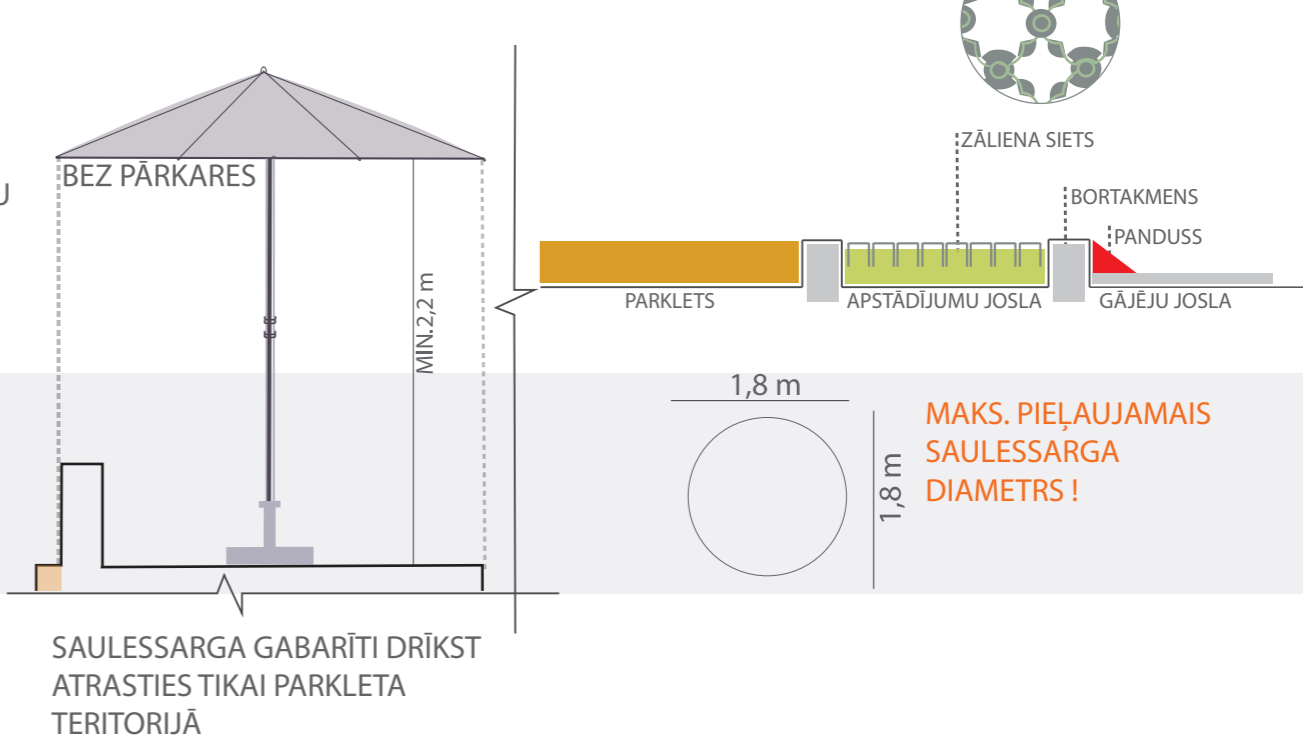 BEZ PĀRKARES
MIN.2,2 m
SAULESSARGA GABARĪTI DRĪKST
ATRASTIES TIKAI PARKLETA
TERITORIJĀ
ZĀLIENA SIETS
BORTAKMENS
PANDUSS
PARKLETS
APSTĀDĪJUMU JOSLA
GĀJĒJU JOSLA
1,8 m
1,8 m
MAKS. PIEĻAUJAMAIS
SAULESSARGA
DIAMETRS !